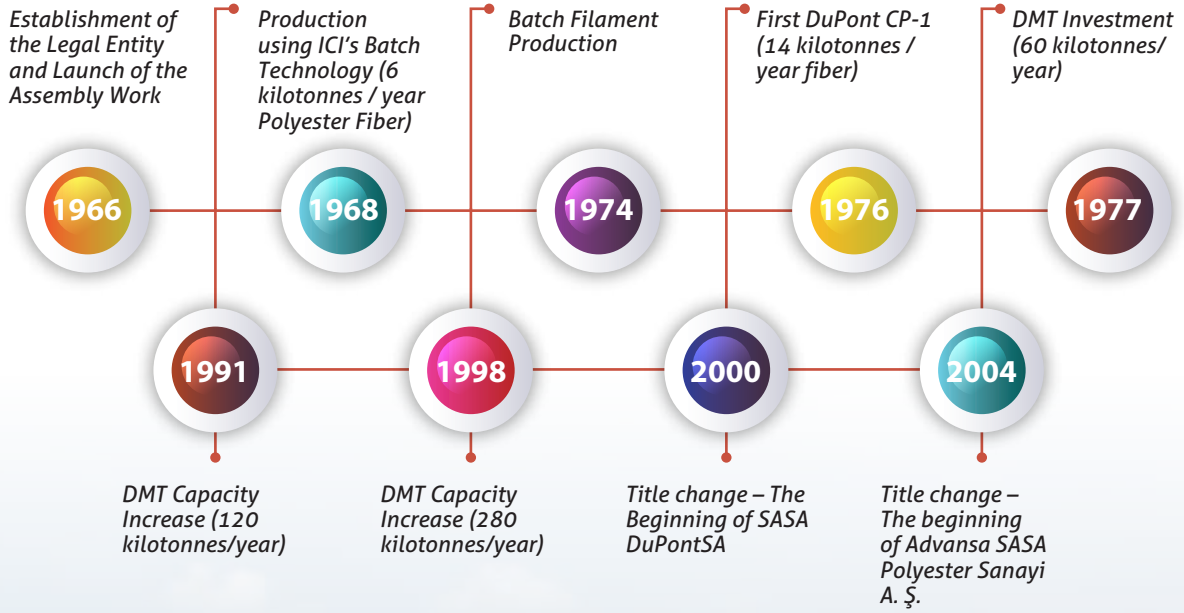 Establishment of
the Legal Entity
and Launch of the
Assembly Work
Production
using ICI's Batch
Technology (6
kilotonnes / year
Polyester Fiber)
Batch Filament
Production
First DuPont CP-1
(14 kilotonnes /
year fiber)
DMT Investment
(60 kilotonnes/
year)
1966
1968
1974
1976
1977
1991
1998
2000
2004
DMT Capacity
Increase (120
kilotonnes/year)
DMT Capacity
Increase (280
kilotonnes/year)
Title change – The
Beginning of SASA
DuPontSA
Title change –
The beginning
of Advansa SASA
Polyester Sanayi
A. Ş.